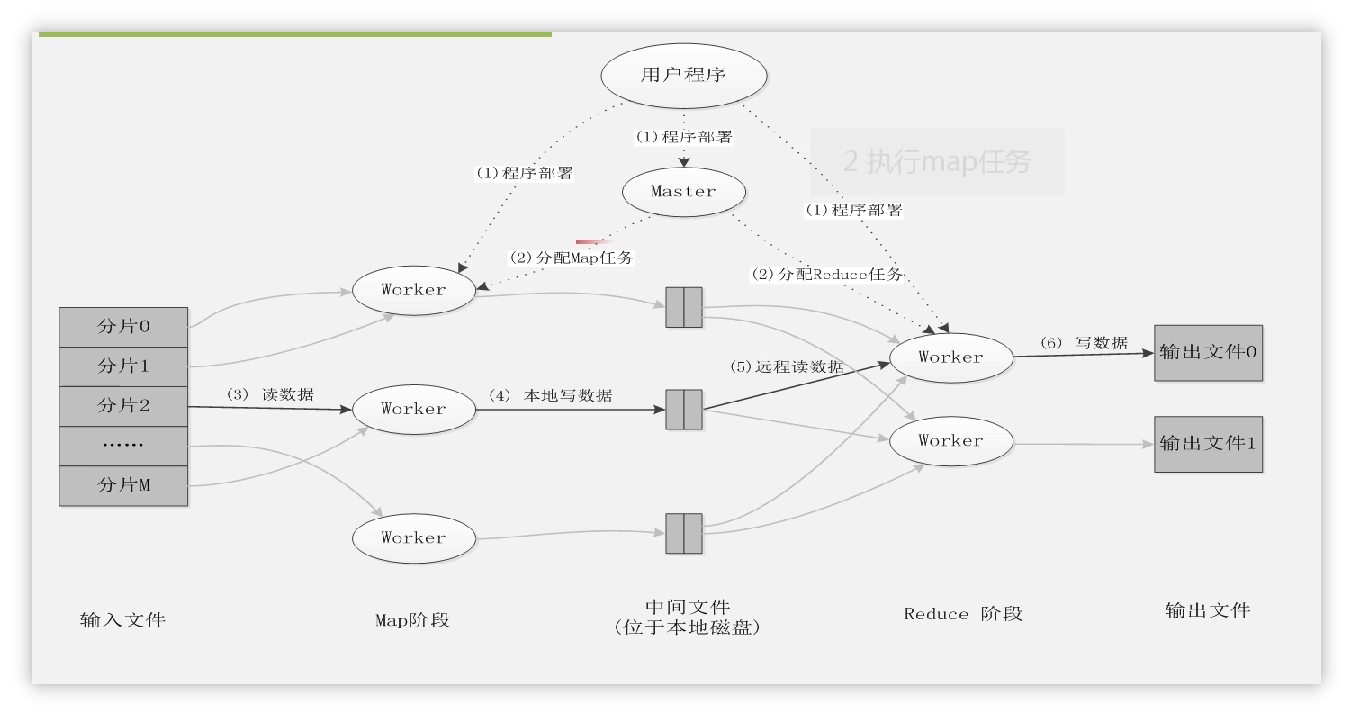 用户程序
(1)程序部署
(1)程序部署
2 执行map任务
Master
(1)程序部署
(2)分配Map任务
(2)分配Reduce任务
Worker
分片0
分片1
Worker
(6) 写数据
输出文件0
(5)远程读数据
(3) 读数据
(4) 本地写数据
分片2
Worker
……
Worker
输出文件1
分片M
Worker
输入文件
Map阶段
中间文件
(位于本地磁盘)
Reduce 阶段
输出文件